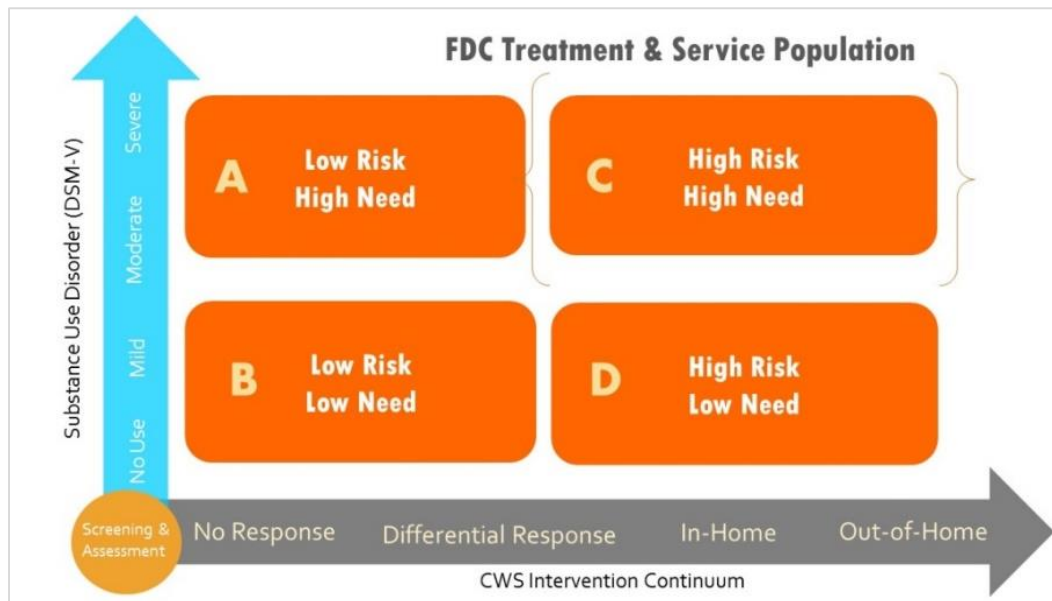 FDC Treatment & Service Population
Substance Use Disorder (DSM-V)
Severe
Moderate
Mild
No Use
A
Low Risk
High Need
C
High Risk
High Need
B
Low Risk
Low Need
D
High Risk
Low Need
Screening &
Assessment
No Response
Differential Response
In-Home
Out-of-Home
CWS Intervention Continuum